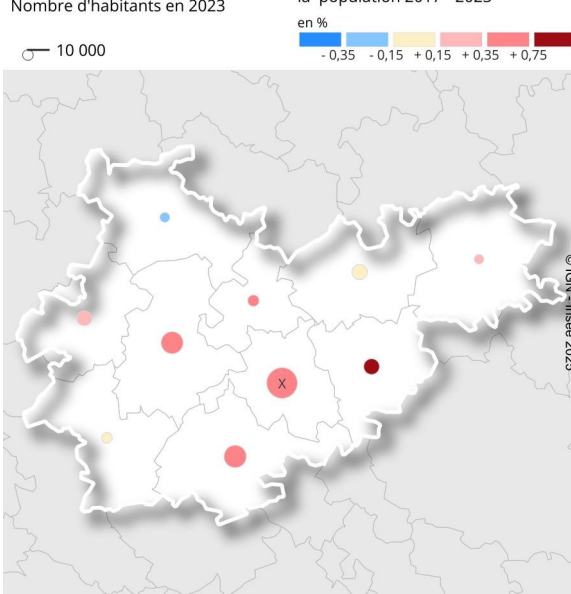 Nombre d'habitants en 2023
la population 2017 - 2023
en %
10 000
- 0,35 - 0,15 + 0,15 + 0,35 + 0,75
X
© IGN - Insee 2025